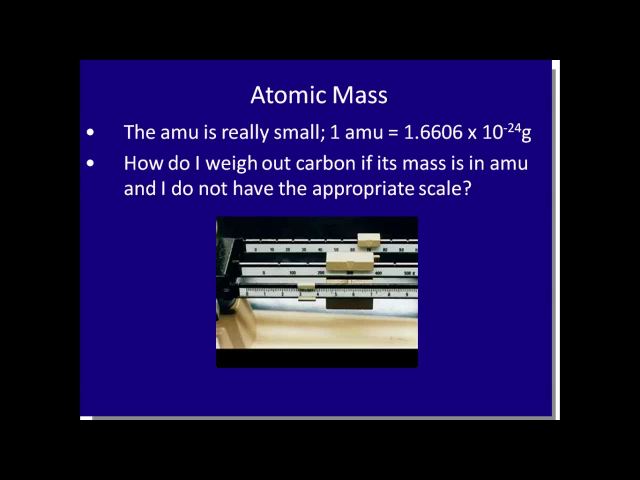 Atomic Mass
• The amu is really small; 1 amu = 1.6606 x 10⁻²⁴g
• How do I weigh out carbon if its mass is in amu
and I do not have the appropriate scale?